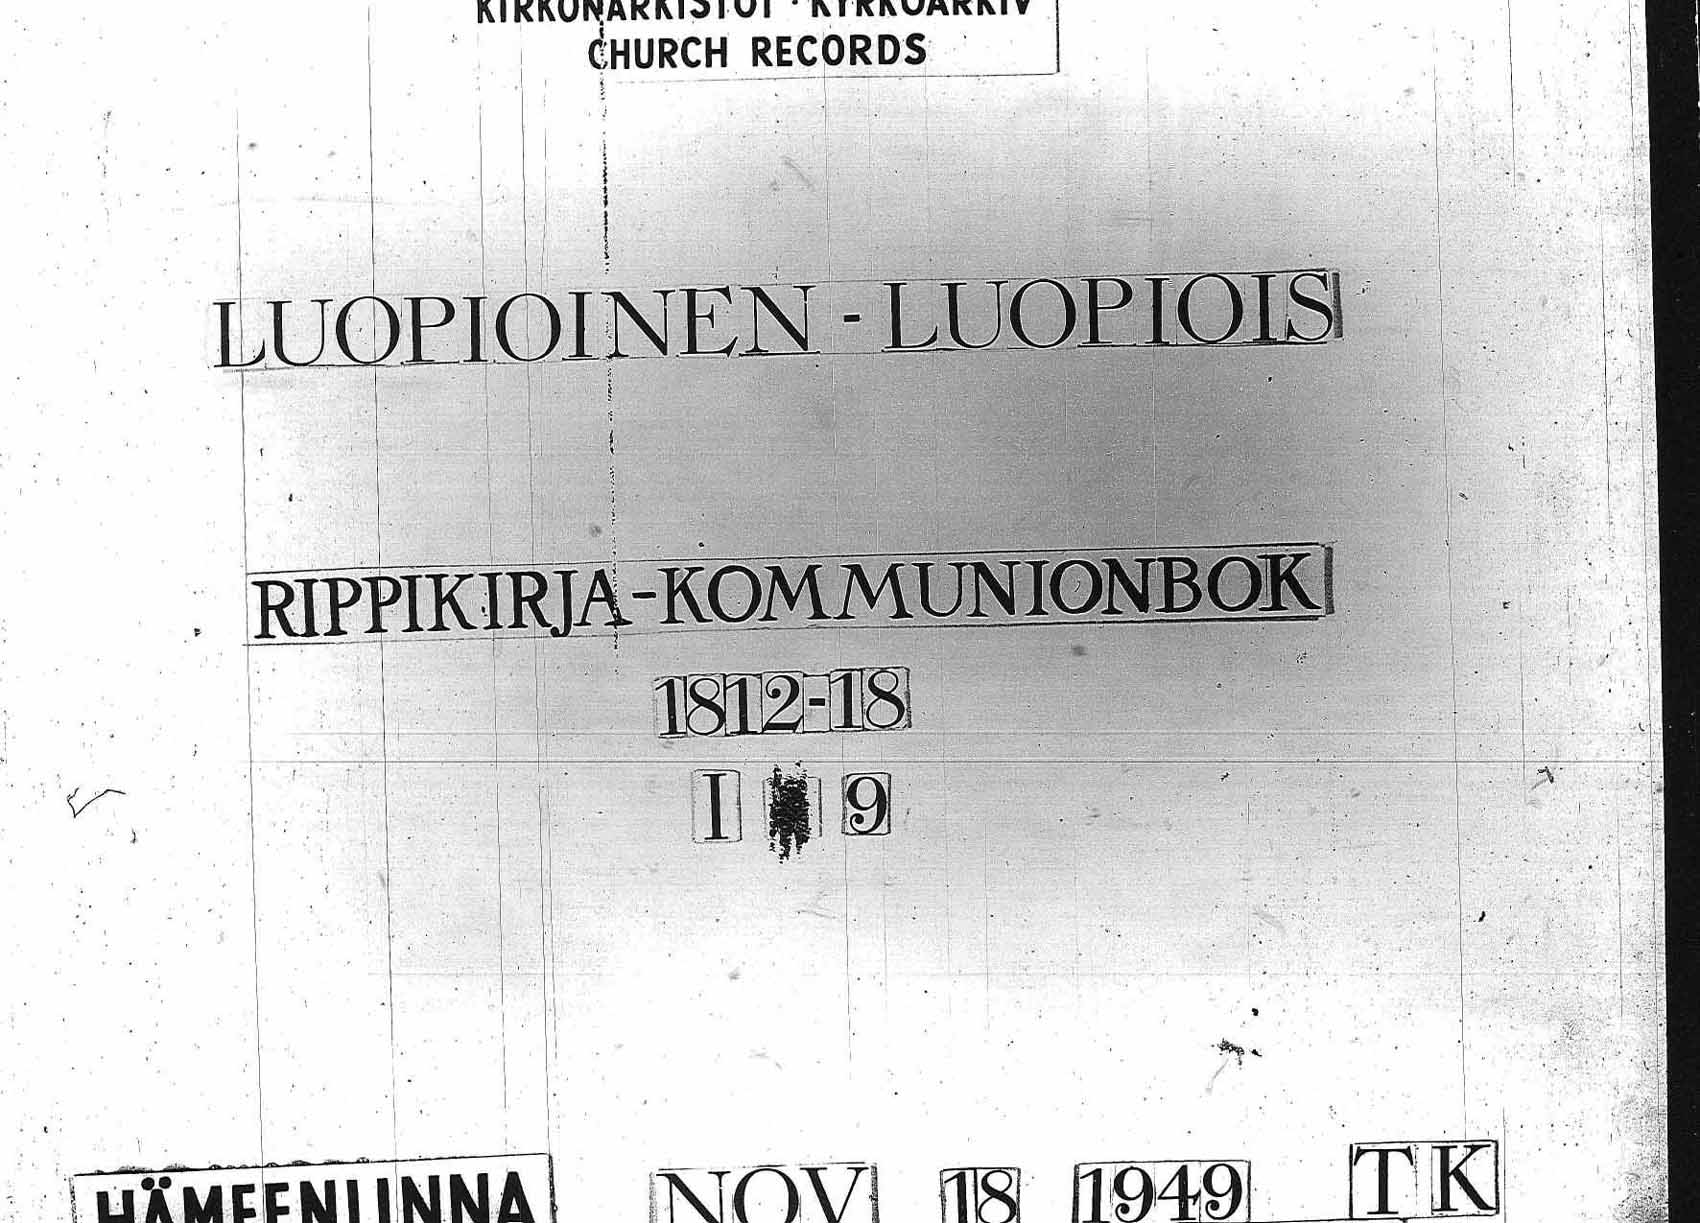 KIRKONARKISTOT · KYRKOARKIV
CHURCH RECORDS
LUOPIOINEN - LUOPIOIS
RIPPIKIRJA-KOMMUNIONBOK
1812-18
I 9
HÄMEENLINNA NOV 18 1949 TK